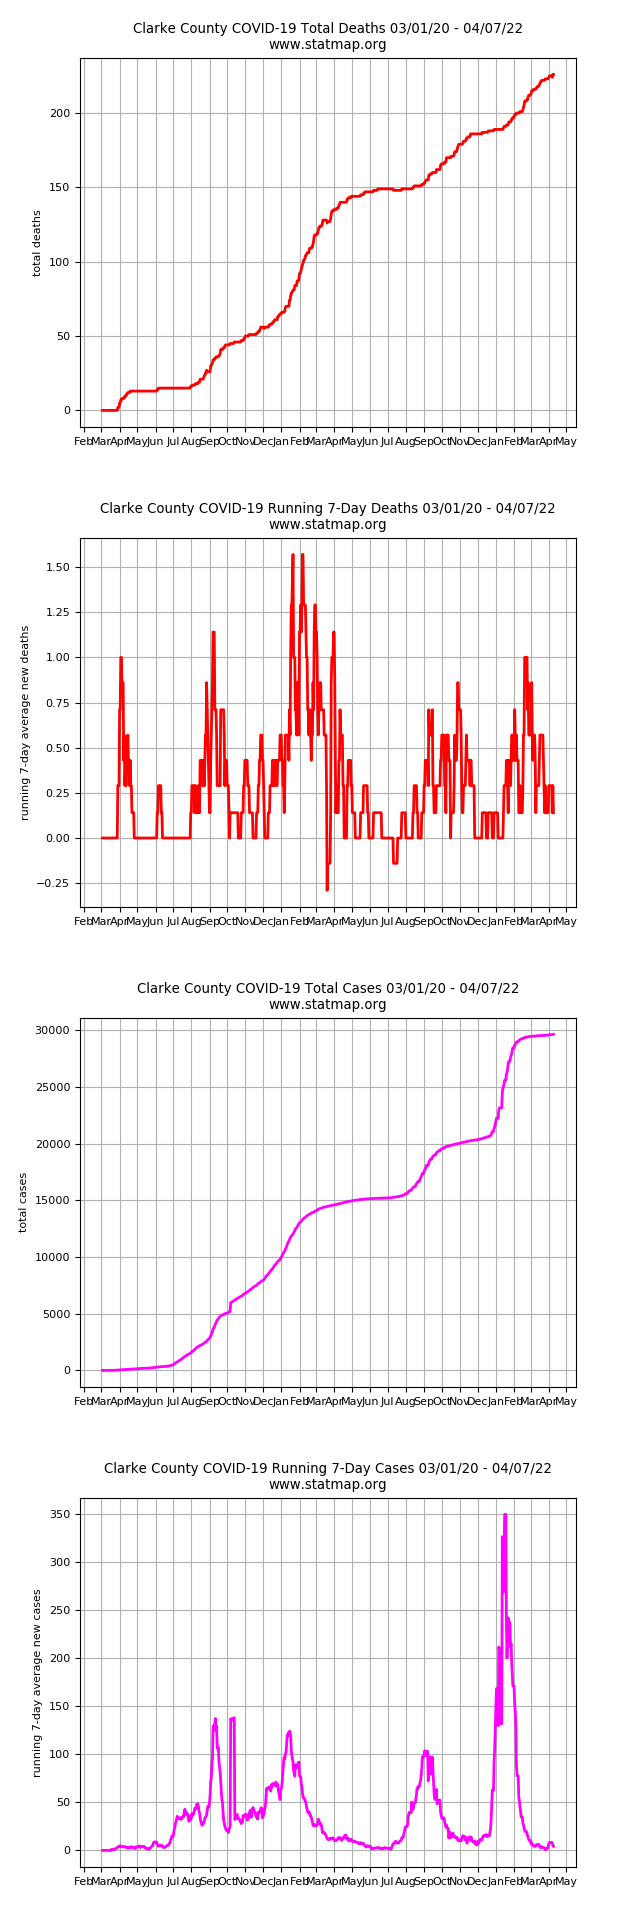 Clarke County COVID-19 Total Deaths 03/01/20 - 04/07/22
www.statmap.org
total deaths
200
150
100
50
0
Feb Mar Apr May Jun Jul Aug Sep Oct Nov Dec Jan Feb Mar Apr May Jun Jul Aug Sep Oct Nov Dec Jan Feb Mar Apr May
Clarke County COVID-19 Running 7-Day Deaths 03/01/20 - 04/07/22
www.statmap.org
running 7-day average new deaths
1.50
1.25
1.00
0.75
0.50
0.25
0.00
−0.25
Feb Mar Apr May Jun Jul Aug Sep Oct Nov Dec Jan Feb Mar Apr May Jun Jul Aug Sep Oct Nov Dec Jan Feb Mar Apr May
Clarke County COVID-19 Total Cases 03/01/20 - 04/07/22
www.statmap.org
total cases
30000
25000
20000
15000
10000
5000
0
Feb Mar Apr May Jun Jul Aug Sep Oct Nov Dec Jan Feb Mar Apr May Jun Jul Aug Sep Oct Nov Dec Jan Feb Mar Apr May
Clarke County COVID-19 Running 7-Day Cases 03/01/20 - 04/07/22
www.statmap.org
running 7-day average new cases
350
300
250
200
150
100
50
0
Feb Mar Apr May Jun Jul Aug Sep Oct Nov Dec Jan Feb Mar Apr May Jun Jul Aug Sep Oct Nov Dec Jan Feb Mar Apr May